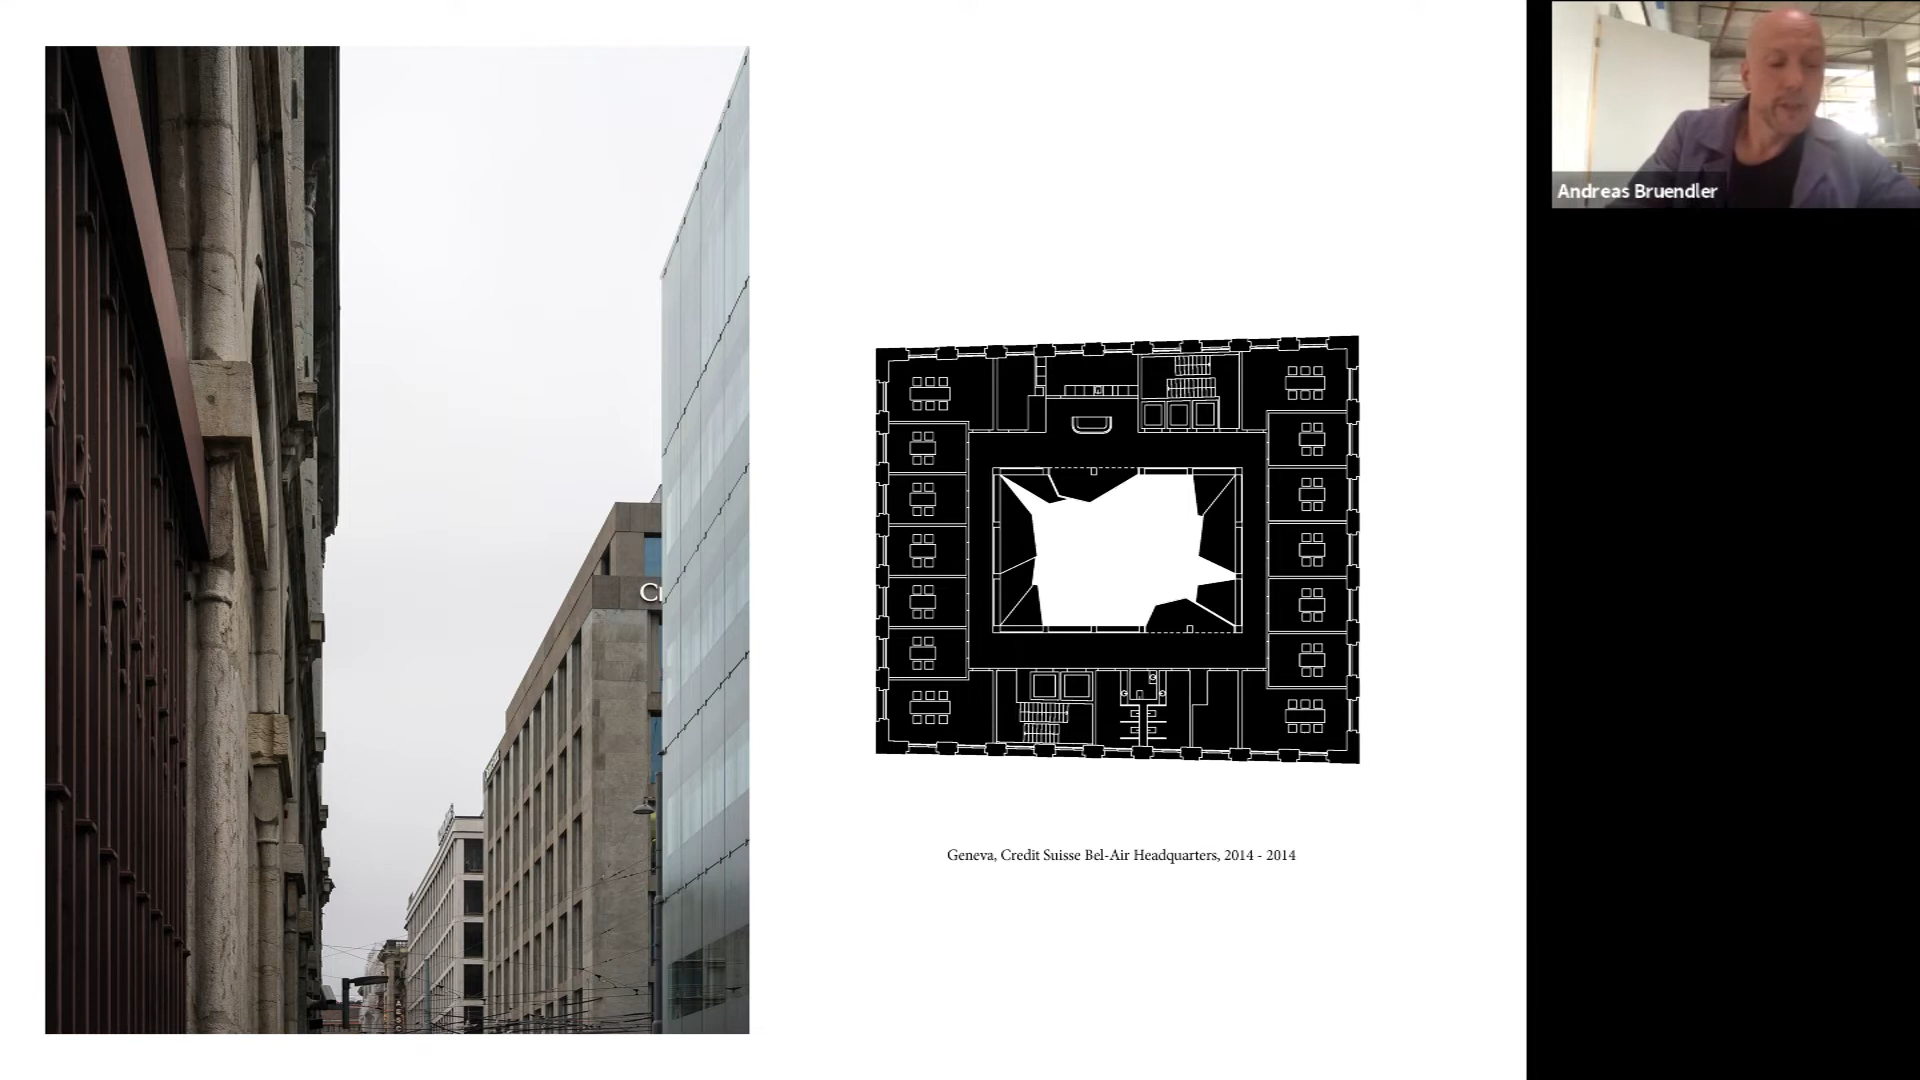 C
Geneva, Credit Suisse Bel-Air Headquarters, 2014 - 2014
Andreas Bruendler